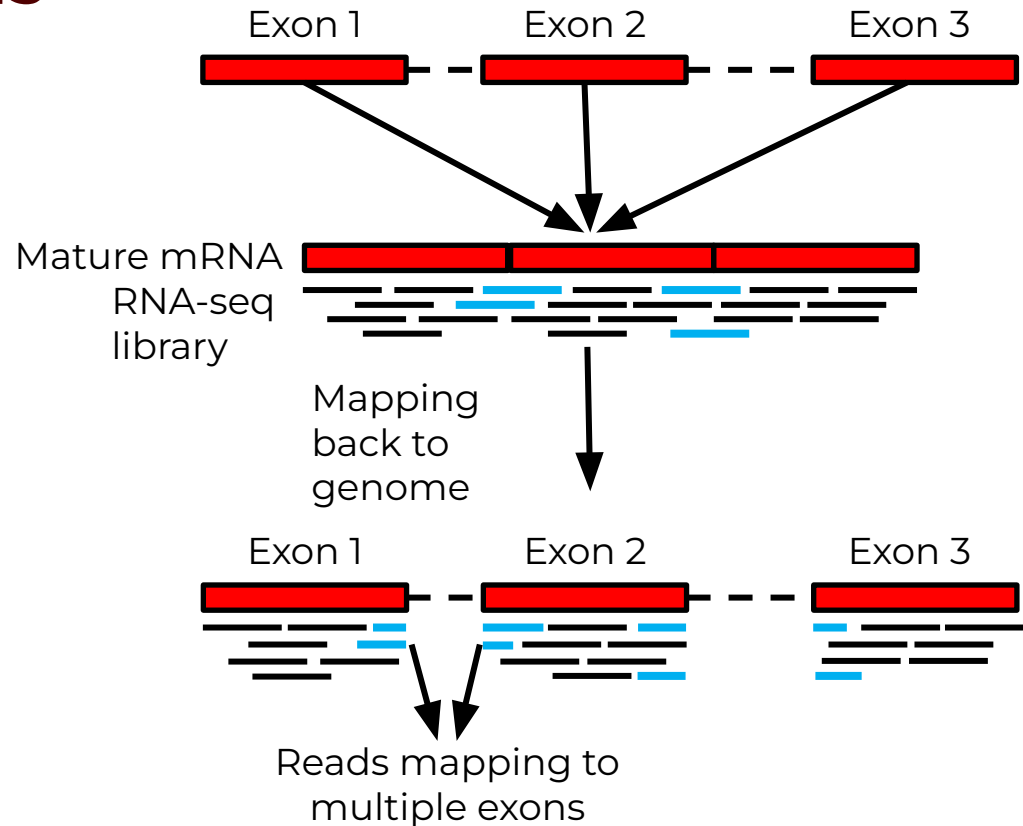 Exon 1 Exon 2 Exon 3
Mature mRNA
RNA-seq
library
Mapping
back to
genome
Exon 1 Exon 2 Exon 3
Reads mapping to
multiple exons